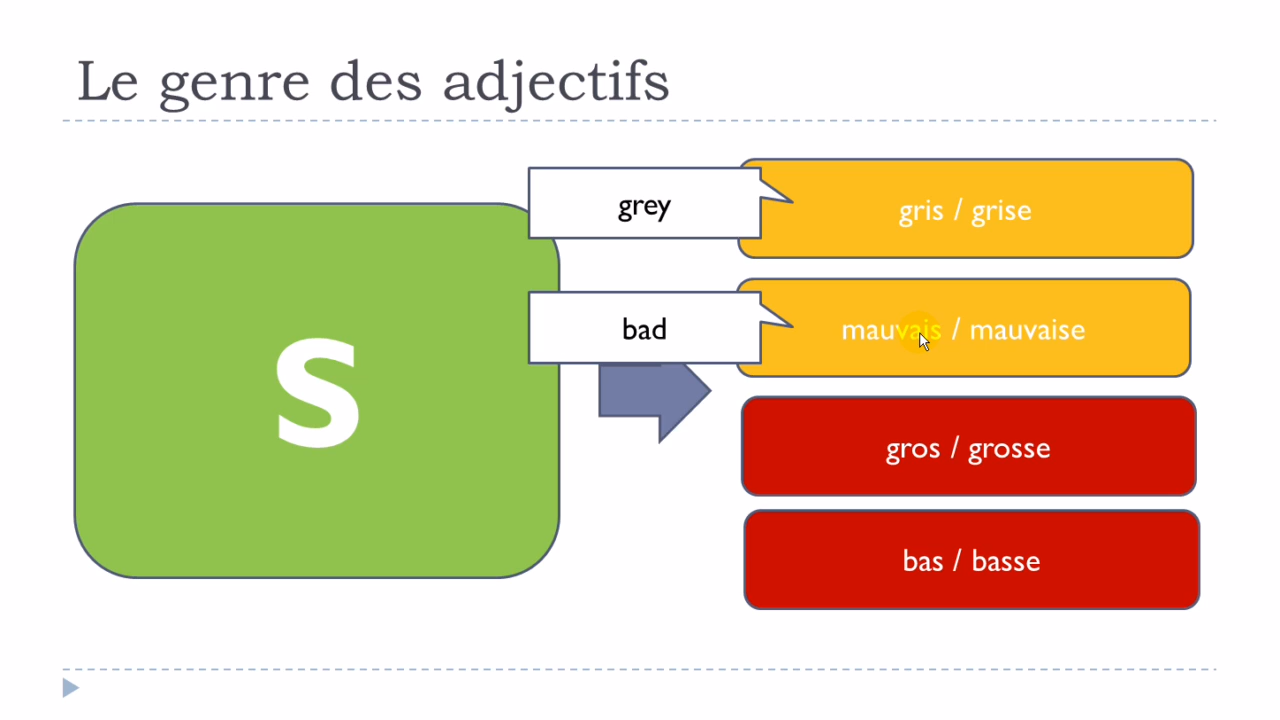 Le genre des adjectifs
S
grey
gris / grise
bad
mauvais / mauvaise
gros / grosse
bas / basse